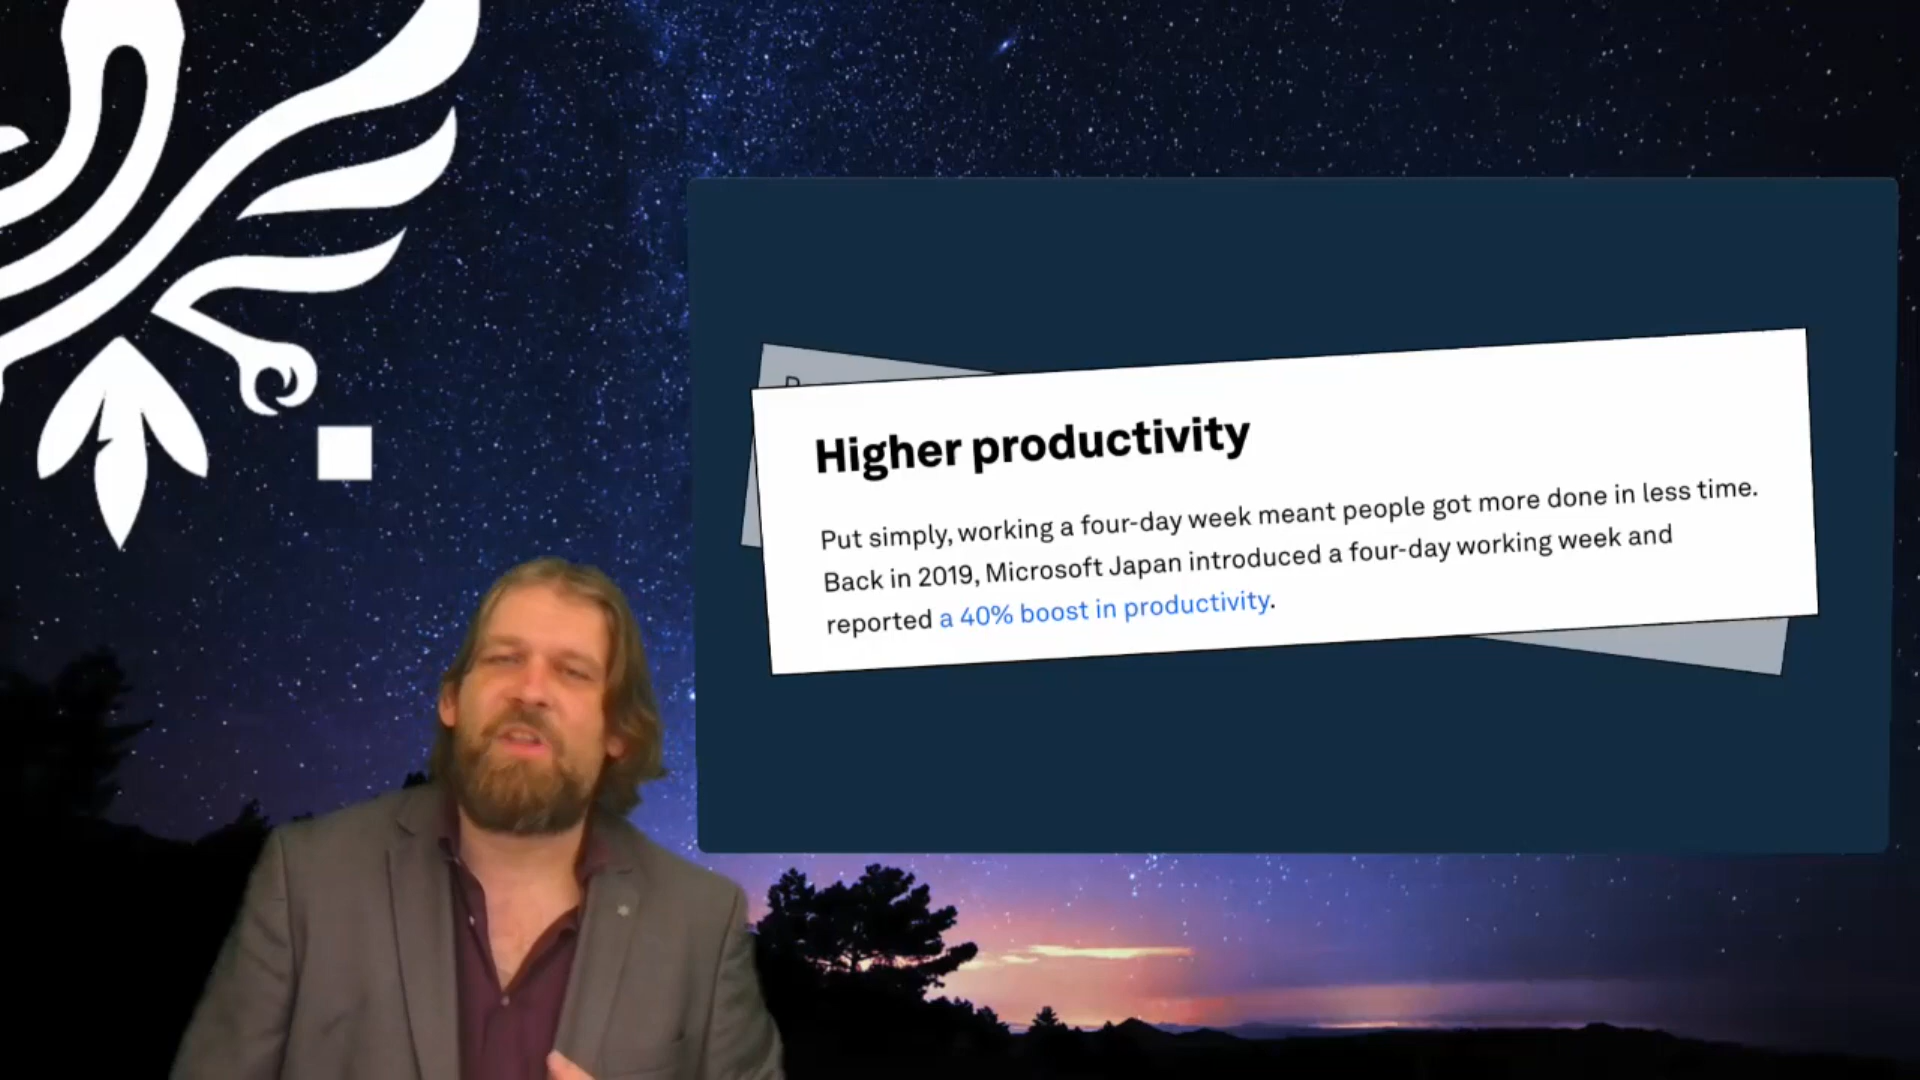 Higher productivity
Put simply, working a four-day week meant people got more done in less time.
Back in 2019, Microsoft Japan introduced a four-day working week and
reported a 40% boost in productivity.